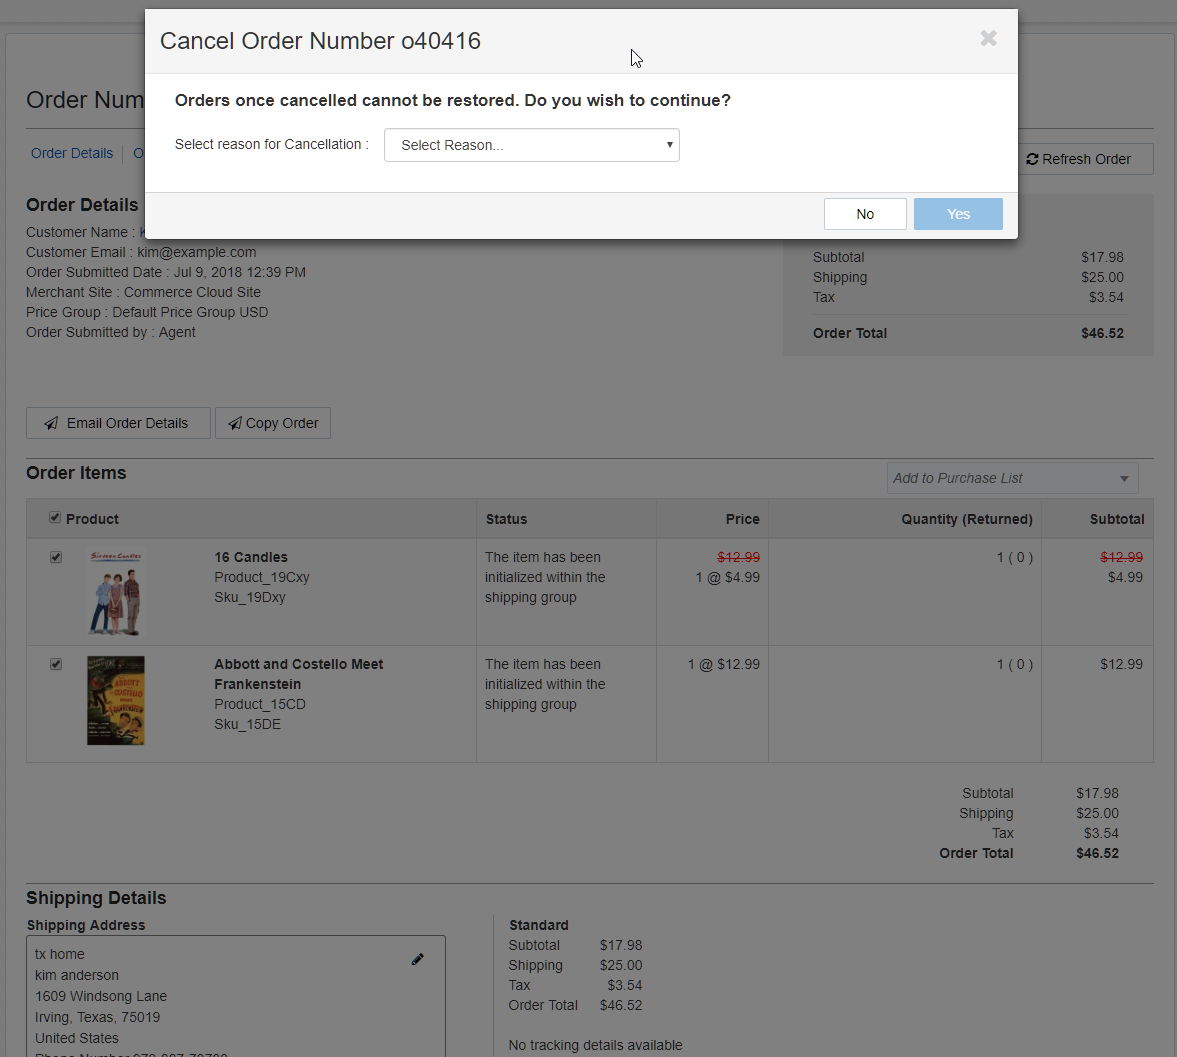 Cancel Order Number o40416
Orders once cancelled cannot be restored. Do you wish to continue?
Select reason for Cancellation :
Select Reason...
No
Yes
Order Num
Order Details
O
Refresh Order
Order Details
Customer Name : k
Customer Email : kim@example.com
Order Submitted Date : Jul 9, 2018 12:39 PM
Merchant Site : Commerce Cloud Site
Price Group : Default Price Group USD
Order Submitted by : Agent
Subtotal $17.98
Shipping $25.00
Tax $3.54
Order Total $46.52
Email Order Details
Copy Order
Order Items
Add to Purchase List
Product Status Price Quantity (Returned) Subtotal
Sixteen Candles
16 Candles
Product_19Cxy
Sku_19Dxy
The item has been
initialized within the
shipping group
$12.99
1 @ $4.99
1 ( 0 )
$12.99
$4.99
Abbott and Costello Meet
Frankenstein
Product_15CD
Sku_15DE
The item has been
initialized within the
shipping group
1 @ $12.99
1 ( 0 )
$12.99
Subtotal $17.98
Shipping $25.00
Tax $3.54
Order Total $46.52
Shipping Details
Shipping Address
tx home
kim anderson
1609 Windsong Lane
Irving, Texas, 75019
United States
Standard
Subtotal $17.98
Shipping $25.00
Tax $3.54
Order Total $46.52
No tracking details available